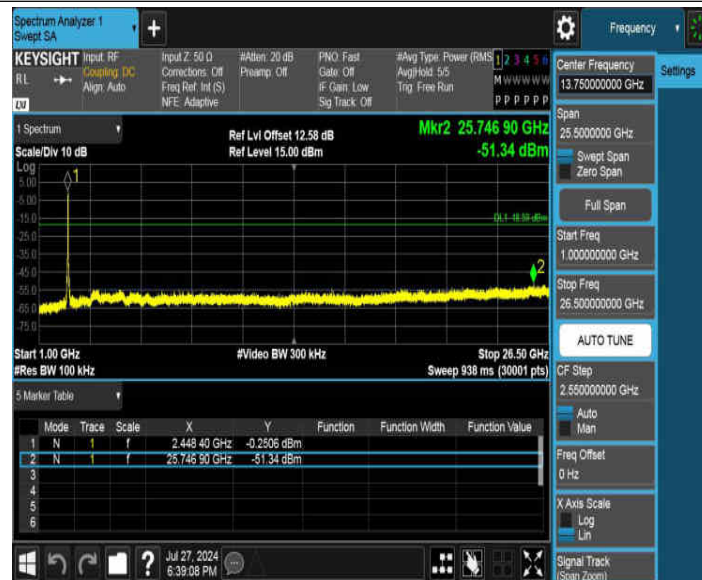 Spectrum Analyzer 1
Swept SA
+
Frequency
KEYSIGHT
RL
LXI
Input: RF
Coupling: DC
Align: Auto
Input Z: 50 Ω
Corrections: Off
Freq Ref: Int (S)
NFE: Adaptive
#Atten: 20 dB
Preamp: Off
PNO: Fast
Gate: Off
IF Gain: Low
Sig Track: Off
#Avg Type: Power (RMS
Avg|Hold: 5/5
Trig: Free Run
1 2 3 4 5 6
M W W W W W
P P P P P P
Center Frequency
13.750000000 GHz
Settings
Span
25.5000000 GHz
Swept Span
Zero Span
Full Span
Start Freq
1.000000000 GHz
Stop Freq
26.500000000 GHz
AUTO TUNE
CF Step
2.550000000 GHz
Auto
Man
Freq Offset
0 Hz
X Axis Scale
Log
Lin
Signal Track
(Span Zoom)
1 Spectrum
Scale/Div 10 dB
Ref Lvl Offset 12.58 dB
Ref Level 15.00 dBm
Mkr2 25.746 90 GHz
-51.34 dBm
Log
5.00
-5.00
-15.0
-25.0
-35.0
-45.0
-55.0
-65.0
-75.0
1
2
Start 1.00 GHz
#Res BW 100 kHz
#Video BW 300 kHz
Stop 26.50 GHz
Sweep 938 ms (30001 pts)
5 Marker Table
Mode Trace Scale X Y Function Function Width Function Value
1 N 1 f 2.448 40 GHz -0.2506 dBm
2 N 1 f 25.746 90 GHz -51.34 dBm
3
4
5
6
?
Jul 27, 2024
6:39:08 PM